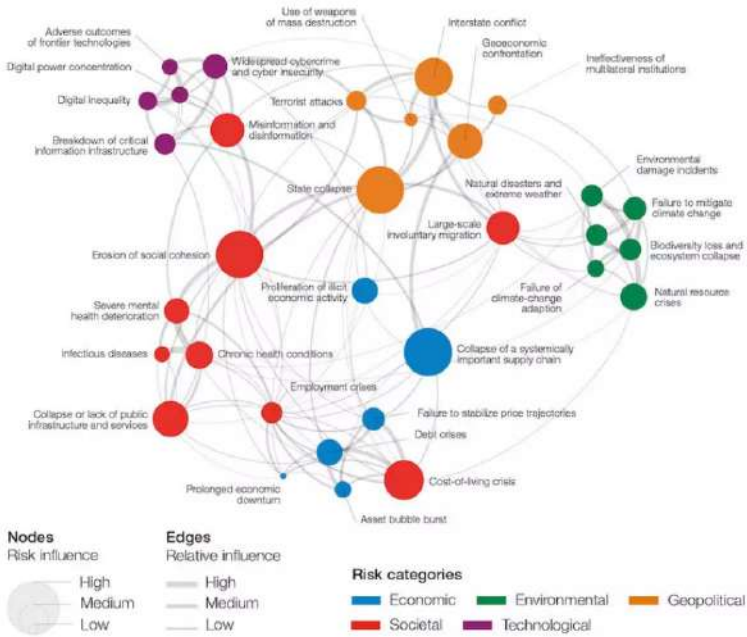 Use of weapons
of mass destruction
Interstate conflict
Adverse outcomes
of frontier technologies
Geoeconomic
confrontation
Digital power concentration
Widespread cybercrime
and cyber insecurity
Ineffectiveness of
multilateral institutions
Digital inequality
Terrorist attacks
Misinformation and
disinformation
Breakdown of critical
information infrastructure
Environmental
damage incidents
State collapse
Natural disasters and
extreme weather
Failure to mitigate
climate change
Large-scale
involuntary migration
Erosion of social cohesion
Biodiversity loss and
ecosystem collapse
Proliferation of illicit
economic activity
Failure of
climate-change
adaption
Natural resource
crises
Severe mental
health deterioration
Infectious diseases
Chronic health conditions
Collapse of a systemically
important supply chain
Employment crises
Collapse or lack of public
infrastructure and services
Failure to stabilize price trajectories
Debt crises
Prolonged economic
downturn
Cost-of-living crisis
Asset bubble burst
Nodes
Risk influence
High
Medium
Low
Edges
Relative influence
High
Medium
Low
Risk categories
Economic
Environmental
Geopolitical
Societal
Technological